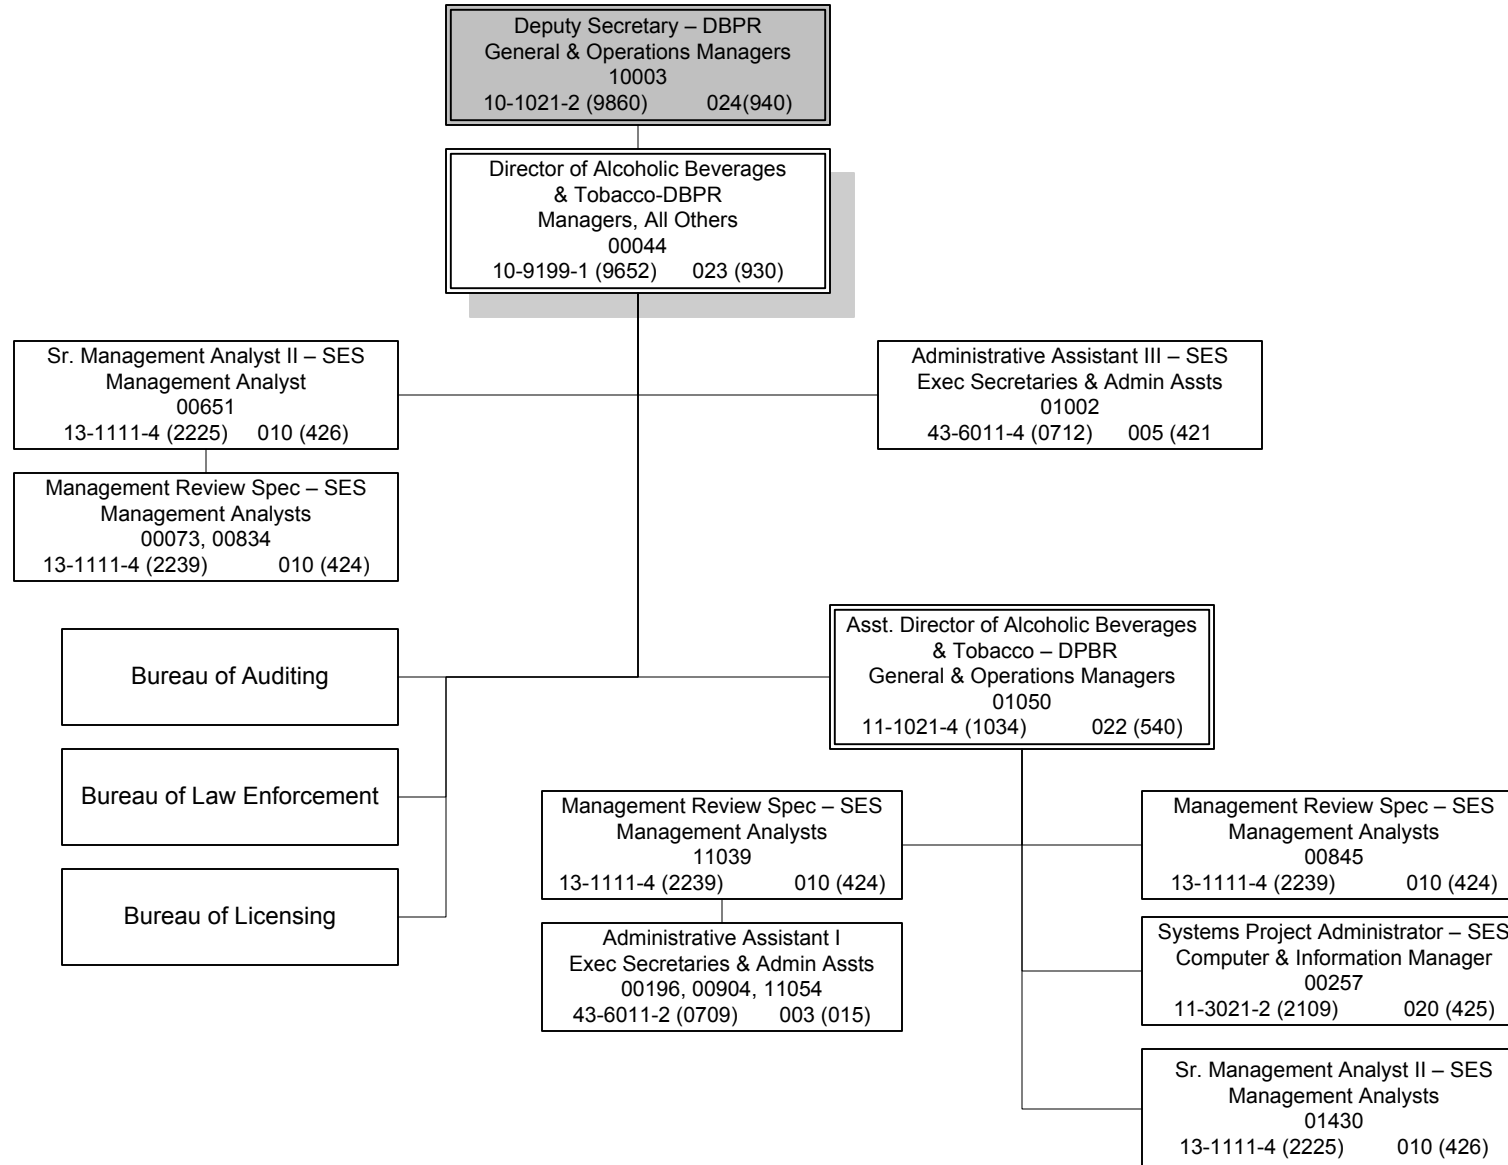 Deputy Secretary – DBPR
General & Operations Managers
10003
10-1021-2 (9860) 024(940)
Director of Alcoholic Beverages
& Tobacco-DBPR
Managers, All Others
00044
10-9199-1 (9652) 023 (930)
Sr. Management Analyst II – SES
Management Analyst
00651
13-1111-4 (2225) 010 (426)
Administrative Assistant III – SES
Exec Secretaries & Admin Assts
01002
43-6011-4 (0712) 005 (421
Management Review Spec – SES
Management Analysts
00073, 00834
13-1111-4 (2239) 010 (424)
Bureau of Auditing
Bureau of Law Enforcement
Bureau of Licensing
Asst. Director of Alcoholic Beverages
& Tobacco – DPBR
General & Operations Managers
01050
11-1021-4 (1034) 022 (540)
Management Review Spec – SES
Management Analysts
11039
13-1111-4 (2239) 010 (424)
Administrative Assistant I
Exec Secretaries & Admin Assts
00196, 00904, 11054
43-6011-2 (0709) 003 (015)
Management Review Spec – SES
Management Analysts
00845
13-1111-4 (2239) 010 (424)
Systems Project Administrator – SES
Computer & Information Manager
00257
11-3021-2 (2109) 020 (425)
Sr. Management Analyst II – SES
Management Analysts
01430
13-1111-4 (2225) 010 (426)